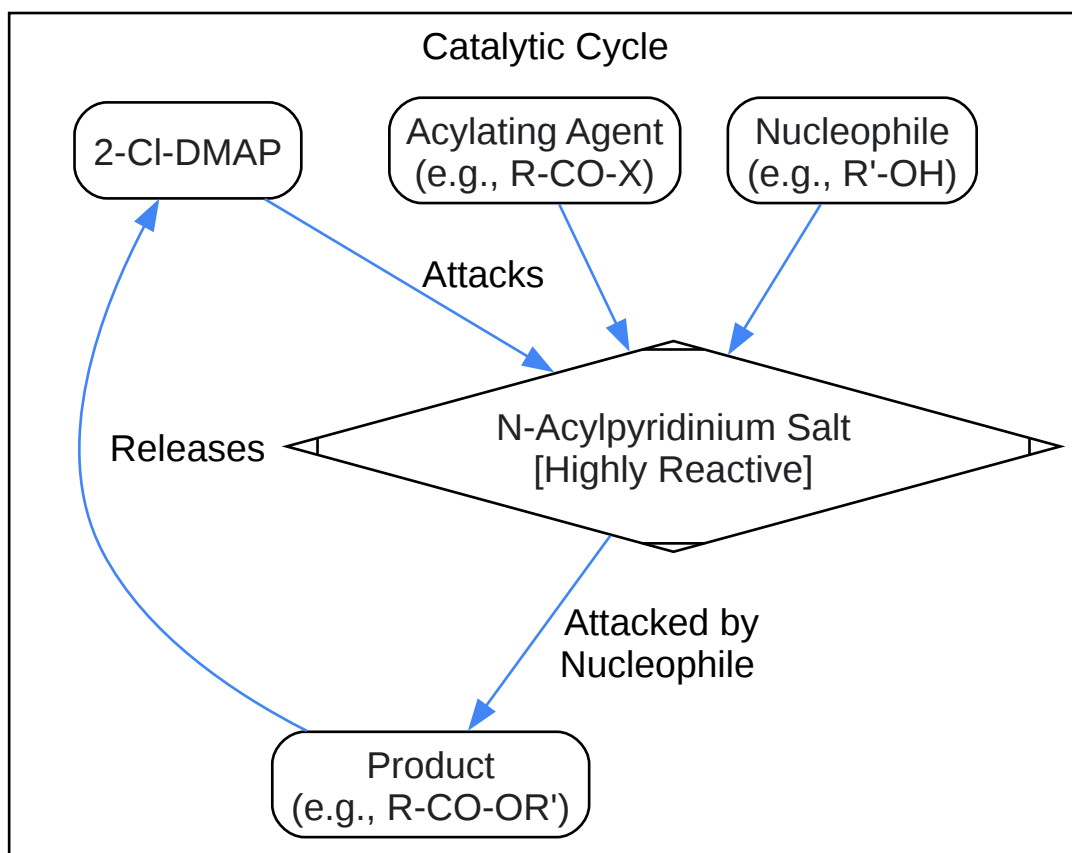 Catalytic Cycle
2-Cl-DMAP
Acylating Agent
(e.g., R-CO-X)
Nucleophile
(e.g., R'-OH)
Attacks
N-Acylpyridinium Salt
[Highly Reactive]
Releases
Attacked by
Nucleophile
Product
(e.g., R-CO-OR')